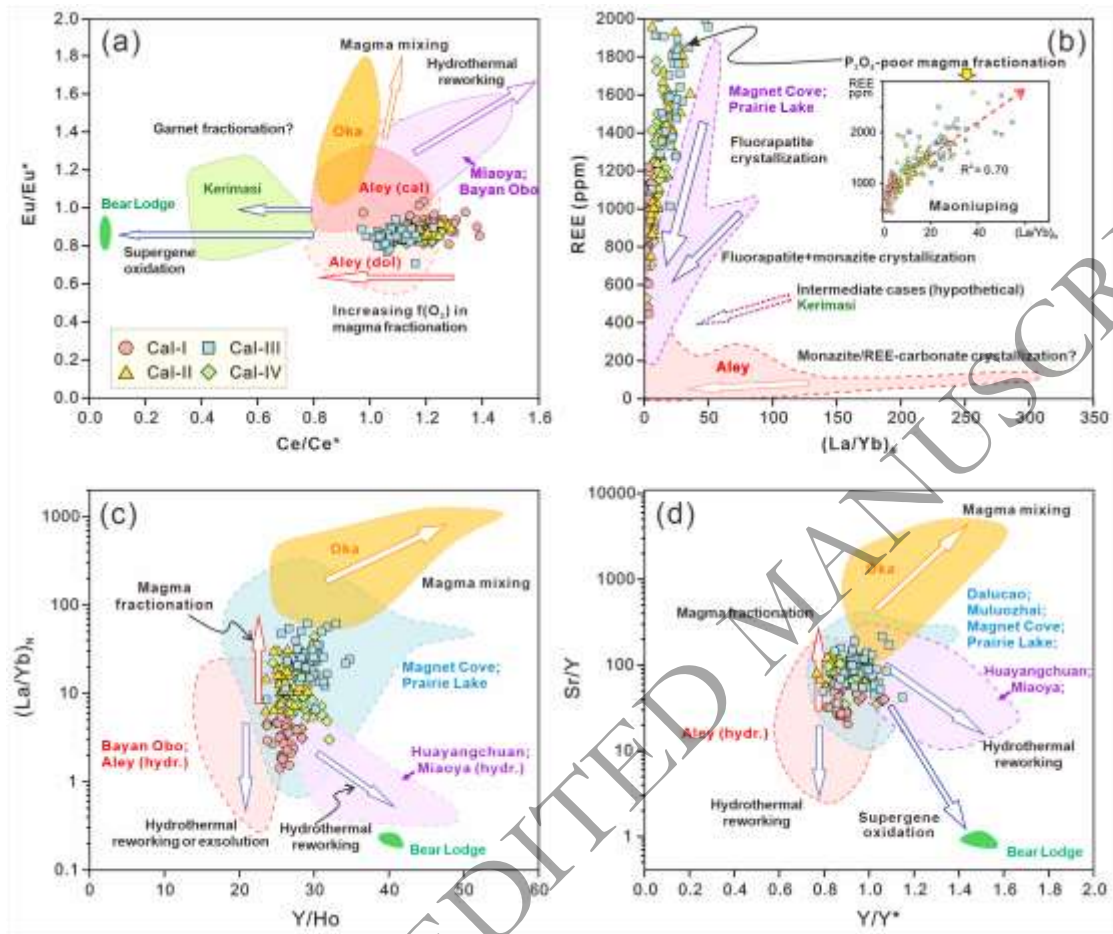 (a)
2.0
1.8
1.6
1.4
1.2
1.0
0.8
0.6
0.4
0.2
0.0
Eu/Eu*
Magma mixing
Hydrothermal
reworking
Garnet fractionation?
Oka
Miaoya;
Bayan Obo
Kerimasi
Aley (cal)
Bear Lodge
Supergene
oxidation
Aley (dol)
Increasing f(O2) in
magma fractionation
Cal-I
Cal-III
Cal-II
Cal-IV
0.0 0.2 0.4 0.6 0.8 1.0 1.2 1.4 1.6
Ce/Ce*
(b)
2000
1800
1600
1400
1200
1000
800
600
400
200
0
REE (ppm)
P2O5-poor magma fractionation
Magnet Cove;
Prairie Lake
Fluorapatite
crystallization
REE
ppm
2000
1000
R2= 0.70
Maoniuping
0 20 40 60
(La/Yb)N
Fluorapatite+monazite crystallization
Intermediate cases (hypothetical)
Kerimasi
Monazite/REE-carbonate crystallization?
Aley
0 50 100 150 200 250 300 350
(La/Yb)N
(c)
1000
100
10
1
0.1
(La/Yb)N
Oka
Magma
fractionation
Magma mixing
Magnet Cove;
Prairie Lake
Bayan Obo;
Aley (hydr.)
Huayangchuan;
Miaoya (hydr.)
Hydrothermal
reworking or exsolution
Hydrothermal
reworking
Bear Lodge
0 10 20 30 40 50 60
Y/Ho
(d)
10000
1000
100
10
1
Sr/Y
Magma mixing
Oka
Magma fractionation
Dalucao;
Muluozhai;
Magnet Cove;
Prairie Lake;
Huayangchuan;
Miaoya;
Aley (hydr.)
Hydrothermal
reworking
Hydrothermal
reworking
Supergene
oxidation
Bear Lodge
0.0 0.2 0.4 0.6 0.8 1.0 1.2 1.4 1.6 1.8 2.0
Y/Y*
EDITED MANUSCR